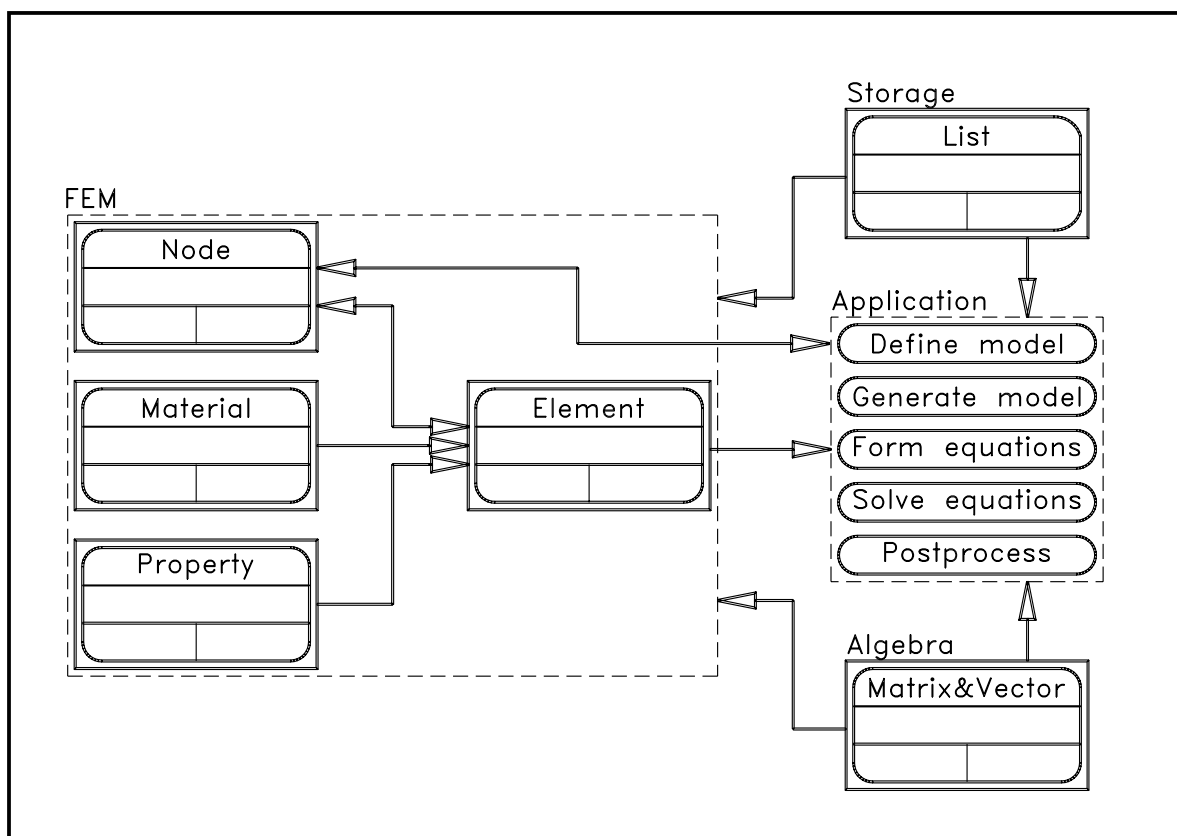 Storage
List
FEM
Node
Application
Define model
Material
Element
Generate model
Form equations
Solve equations
Property
Postprocess
Algebra
Matrix&Vector